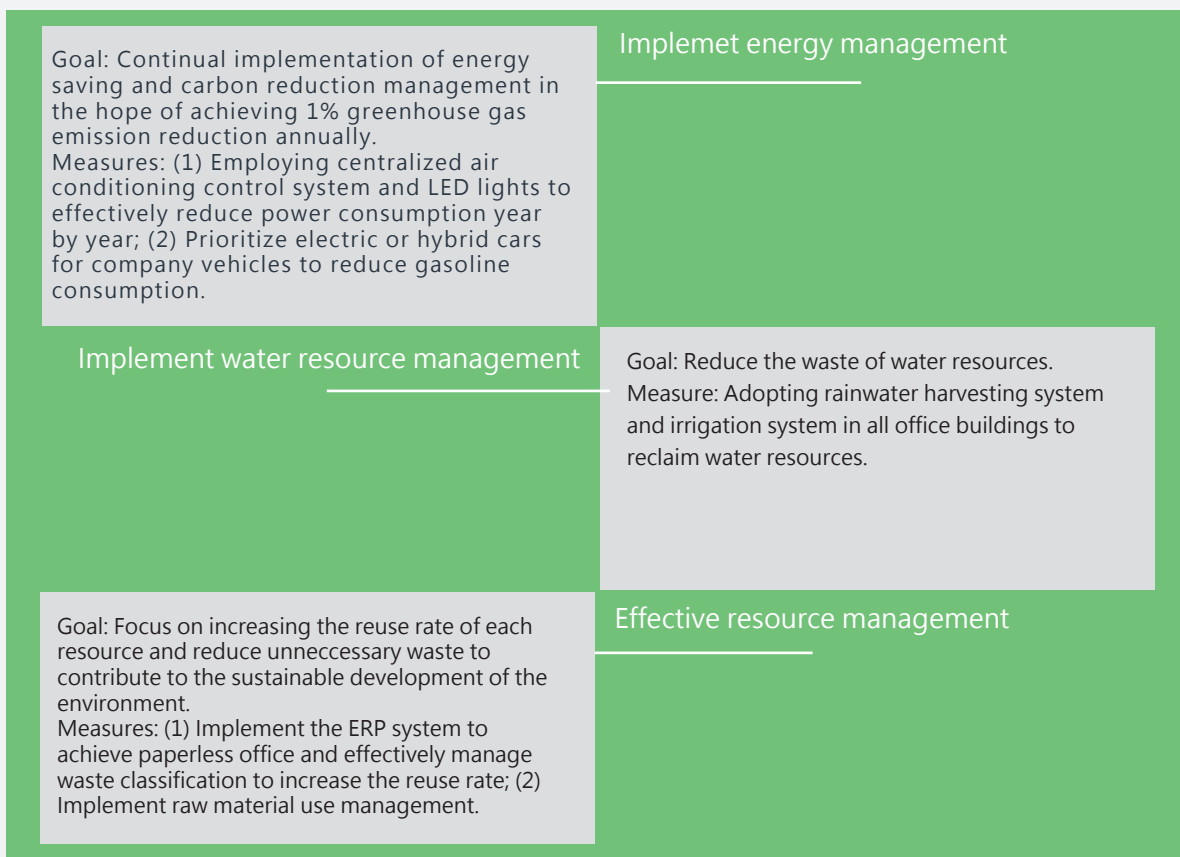 Implemet energy management
Goal: Continual implementation of energy
saving and carbon reduction management in
the hope of achieving 1% greenhouse gas
emission reduction annually.
Measures: (1) Employing centralized air
conditioning control system and LED lights to
effectively reduce power consumption year
by year; (2) Prioritize electric or hybrid cars
for company vehicles to reduce gasoline
consumption.
Implement water resource management
Goal: Reduce the waste of water resources.
Measure: Adopting rainwater harvesting system
and irrigation system in all office buildings to
reclaim water resources.
Effective resource management
Goal: Focus on increasing the reuse rate of each
resource and reduce unneccessary waste to
contribute to the sustainable development of the
environment.
Measures: (1) Implement the ERP system to
achieve paperless office and effectively manage
waste classification to increase the reuse rate; (2)
Implement raw material use management.